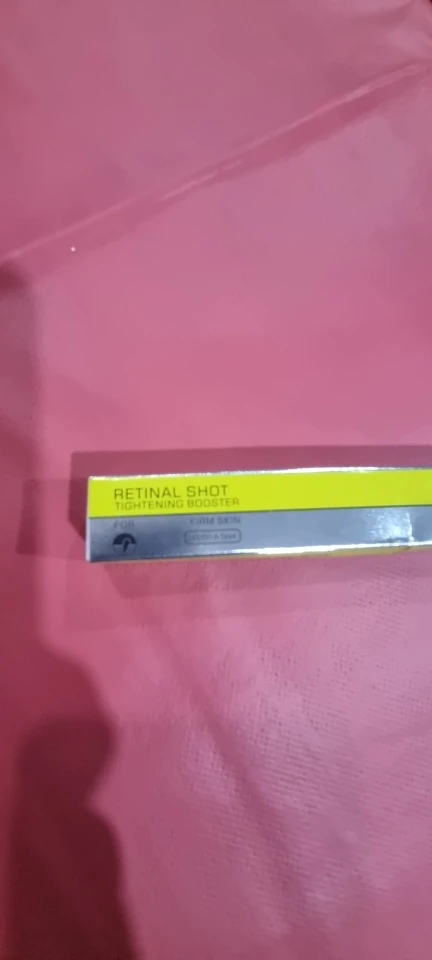 RETINAL SHOT
TIGHTENING BOOSTER
FOR FIRM SKIN